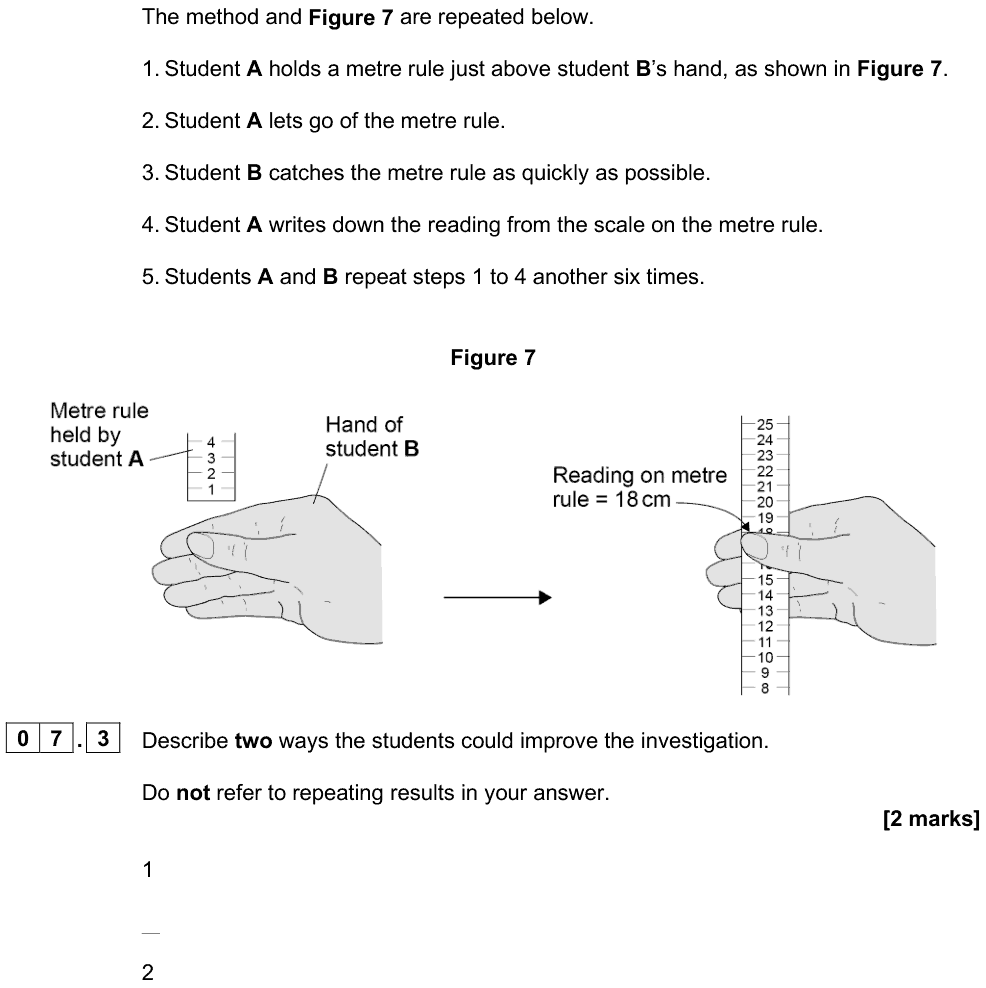 The method and Figure 7 are repeated below.
1. Student A holds a metre rule just above student B’s hand, as shown in Figure 7.
2. Student A lets go of the metre rule.
3. Student B catches the metre rule as quickly as possible.
4. Student A writes down the reading from the scale on the metre rule.
5. Students A and B repeat steps 1 to 4 another six times.
Figure 7
Metre rule
held by
student A
4
3
2
1
Hand of
student B
Reading on metre
rule = 18 cm
25
24
23
22
21
20
19
18
15
14
13
12
11
10
9
8
0 7 . 3 Describe two ways the students could improve the investigation.
Do not refer to repeating results in your answer.
[2 marks]
1
2